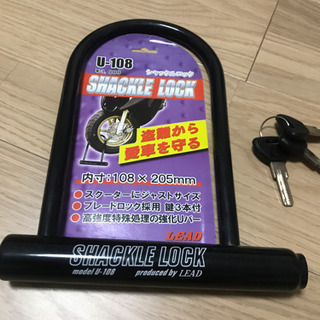 U-108
シャックルロック
SHACKLE LOCK
盗難から
愛車を守る
内寸:108×205mm
●スクーターにジャストサイズ
●ブレードロック採用 鍵3本付
●高強度特殊処理の強化Uバー
LEAD
SHACKLE LOCK
model U-108 produced by LEAD